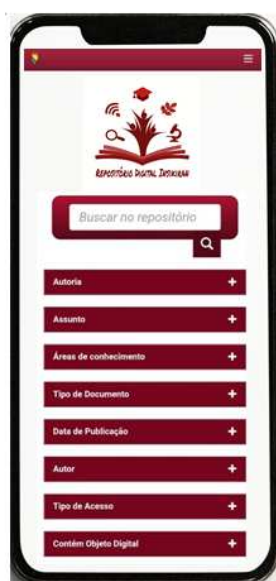 REPOSITÓRIO DIGITAL INSIKIRAN
Buscar no repositório
Autoria
Assunto
Áreas de conhecimento
Tipo de Documento
Data de Publicação
Autor
Tipo de Acesso
Contém Objeto Digital